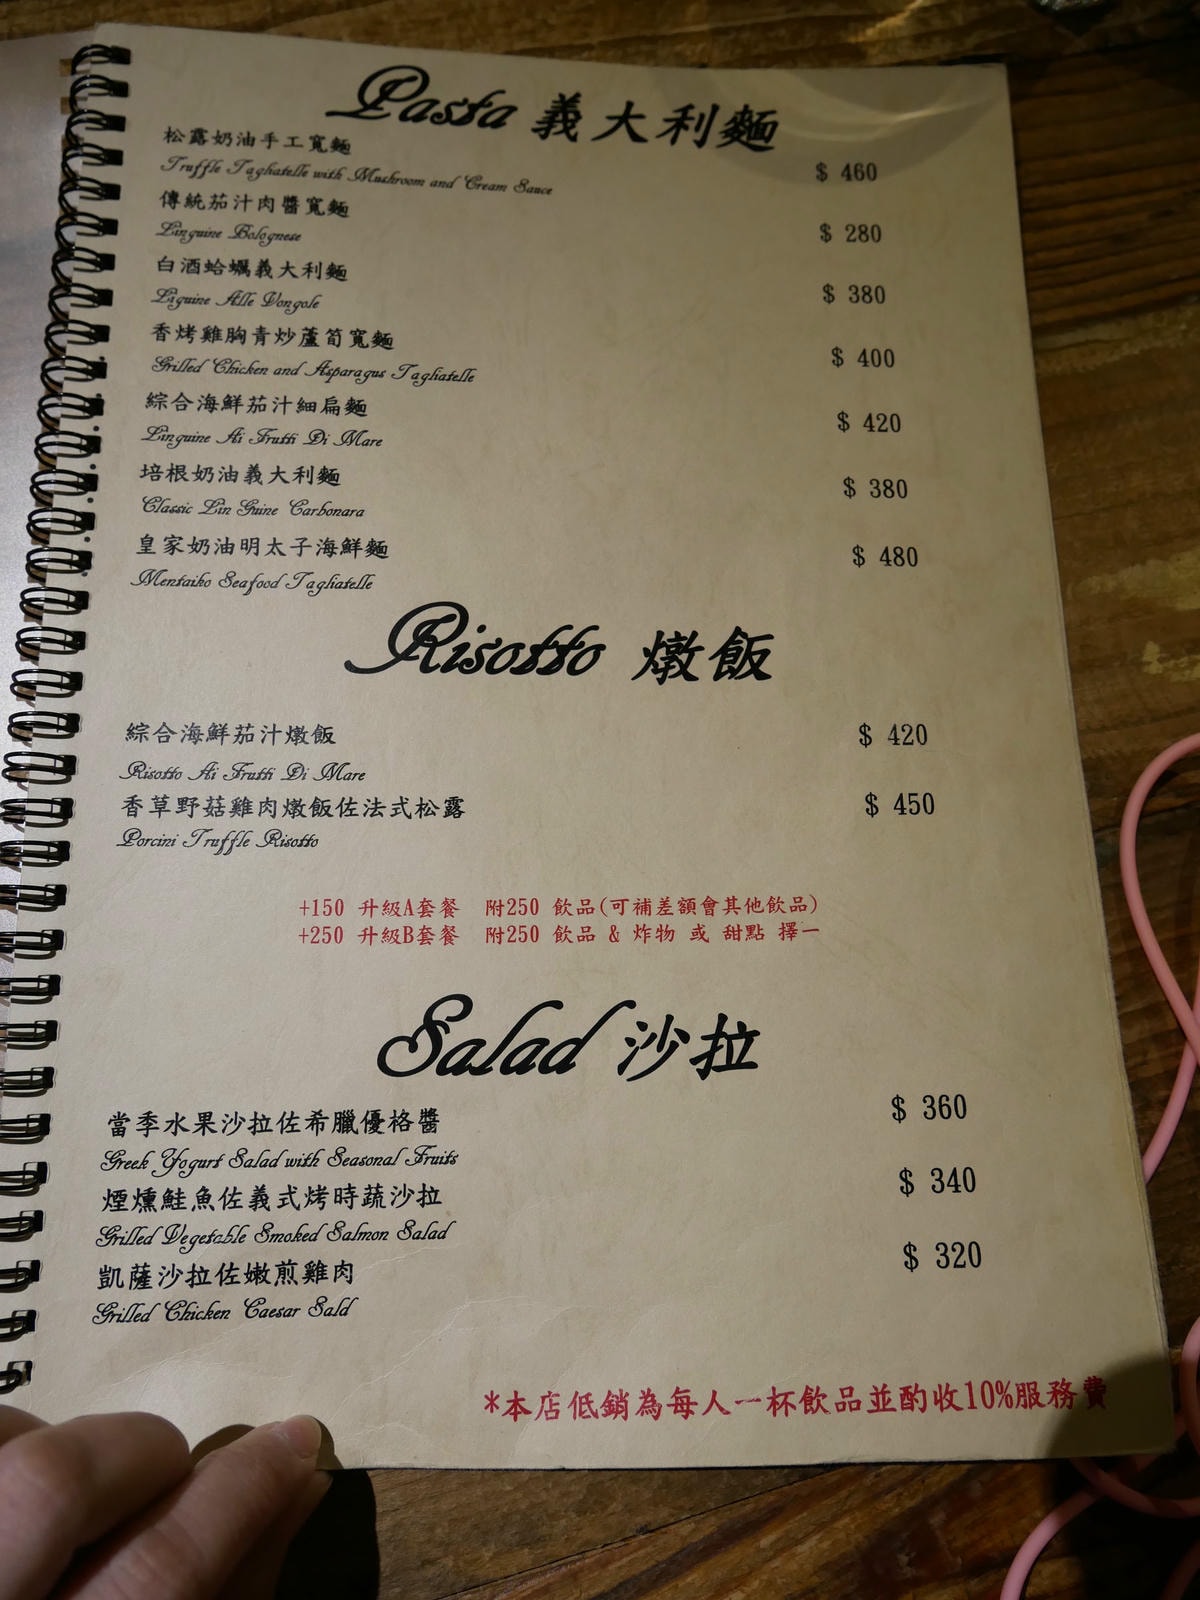 Pasta 義大利麵
松露奶油手工寬麵
Truffle Tagliatelle with Mushroom and Cream Sauce $ 460
傳統茄汁肉醬寬麵
Linguine Bolognese $ 280
白酒蛤蠣義大利麵
Liguine Alle Vongole $ 380
香烤雞胸青炒蘆筍寬麵
Grilled Chicken and Asparagus Tagliatelle $ 400
綜合海鮮茄汁細扁麵
Linguine Ai Frutti Di Mare $ 420
培根奶油義大利麵
Classic Lin Guine Carbonara $ 380
皇家奶油明太子海鮮麵
Mentaiko Seafood Tagliatelle $ 480
Risotto 燉飯
綜合海鮮茄汁燉飯 $ 420
Risotto Ai Frutti Di Mare
香草野菇雞肉燉飯佐法式松露 $ 450
Porcini Truffle Risotto
+150 升級A套餐 附250 飲品(可補差額會其他飲品)
+250 升級B套餐 附250 飲品 & 炸物 或 甜點 擇一
Salad 沙拉
當季水果沙拉佐希臘優格醬 $ 360
Greek Yogurt Salad with Seasonal Fruits
煙燻鮭魚佐義式烤時蔬沙拉 $ 340
Grilled Vegetable Smoked Salmon Salad
凱薩沙拉佐嫩煎雞肉 $ 320
Grilled Chicken Caesar Sald
*本店低銷為每人一杯飲品並酌收10%服務費